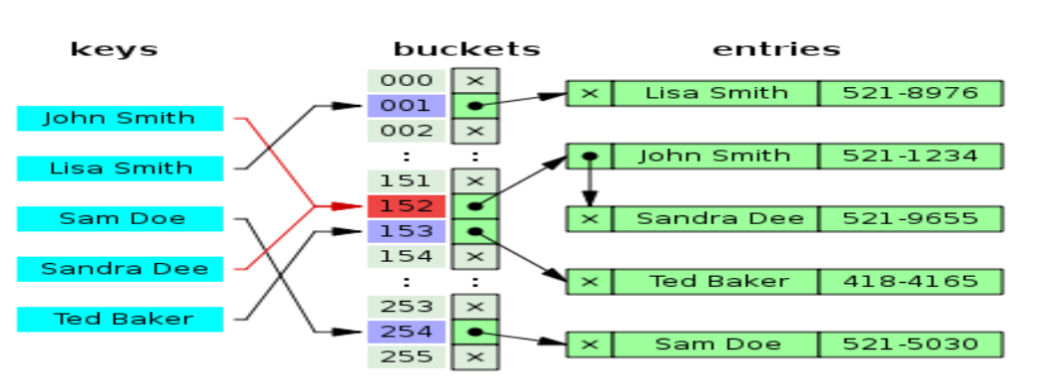 keys buckets entries
000 x
001 x Lisa Smith 521-8976
John Smith
002 x
: :
x
Lisa Smith
John Smith 521-1234
151 x
152
Sam Doe
x Sandra Dee 521-9655
153
154 x
Sandra Dee
: :
x Ted Baker 418-4165
253 x
Ted Baker
254
x Sam Doe 521-5030
255 x